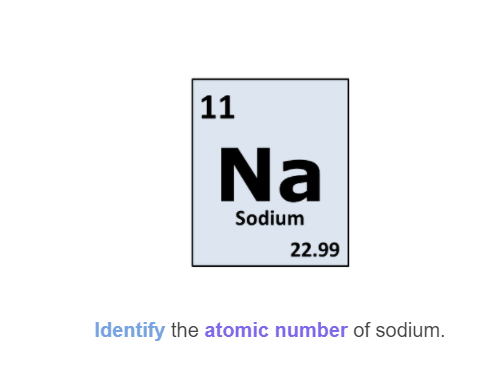 11
Na
Sodium
22.99
Identify the atomic number of sodium.